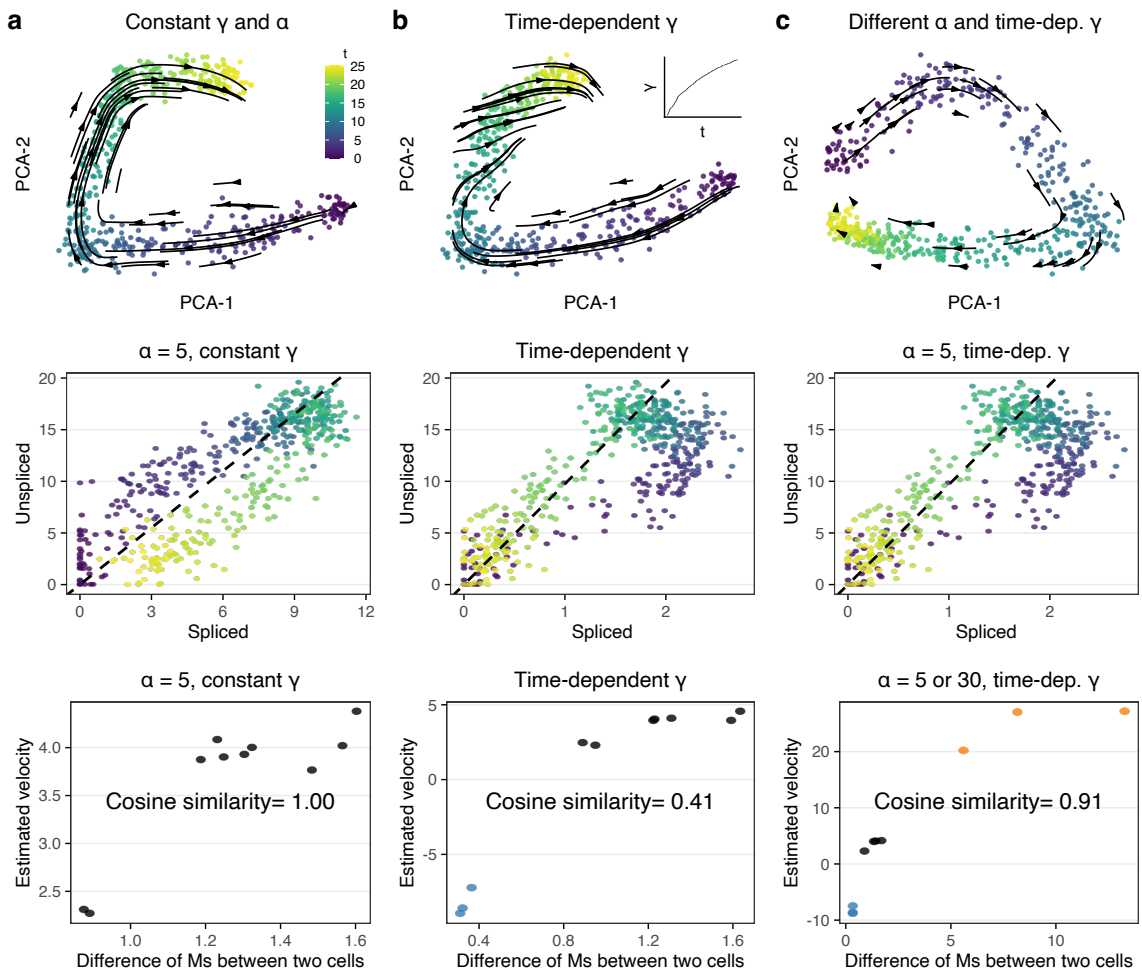 a
Constant γ and α
PCA-2
t
25
20
15
10
5
0
PCA-1
b
Time-dependent γ
PCA-2
γ
t
PCA-1
c
Different α and time-dep. γ
PCA-2
PCA-1
α = 5, constant γ
Unspliced
20
15
10
5
0
0 3 6 9 12
Spliced
Time-dependent γ
Unspliced
20
15
10
5
0
0 1 2
Spliced
α = 5, time-dep. γ
Unspliced
20
15
10
5
0
0 1 2
Spliced
α = 5, constant γ
Estimated velocity
4.0
3.5
3.0
2.5
Cosine similarity= 1.00
1.0 1.2 1.4 1.6
Difference of Ms between two cells
Time-dependent γ
Estimated velocity
5
0
-5
Cosine similarity= 0.41
0.4 0.8 1.2 1.6
Difference of Ms between two cells
α = 5 or 30, time-dep. γ
Estimated velocity
20
10
0
-10
Cosine similarity= 0.91
0 5 10
Difference of Ms between two cells